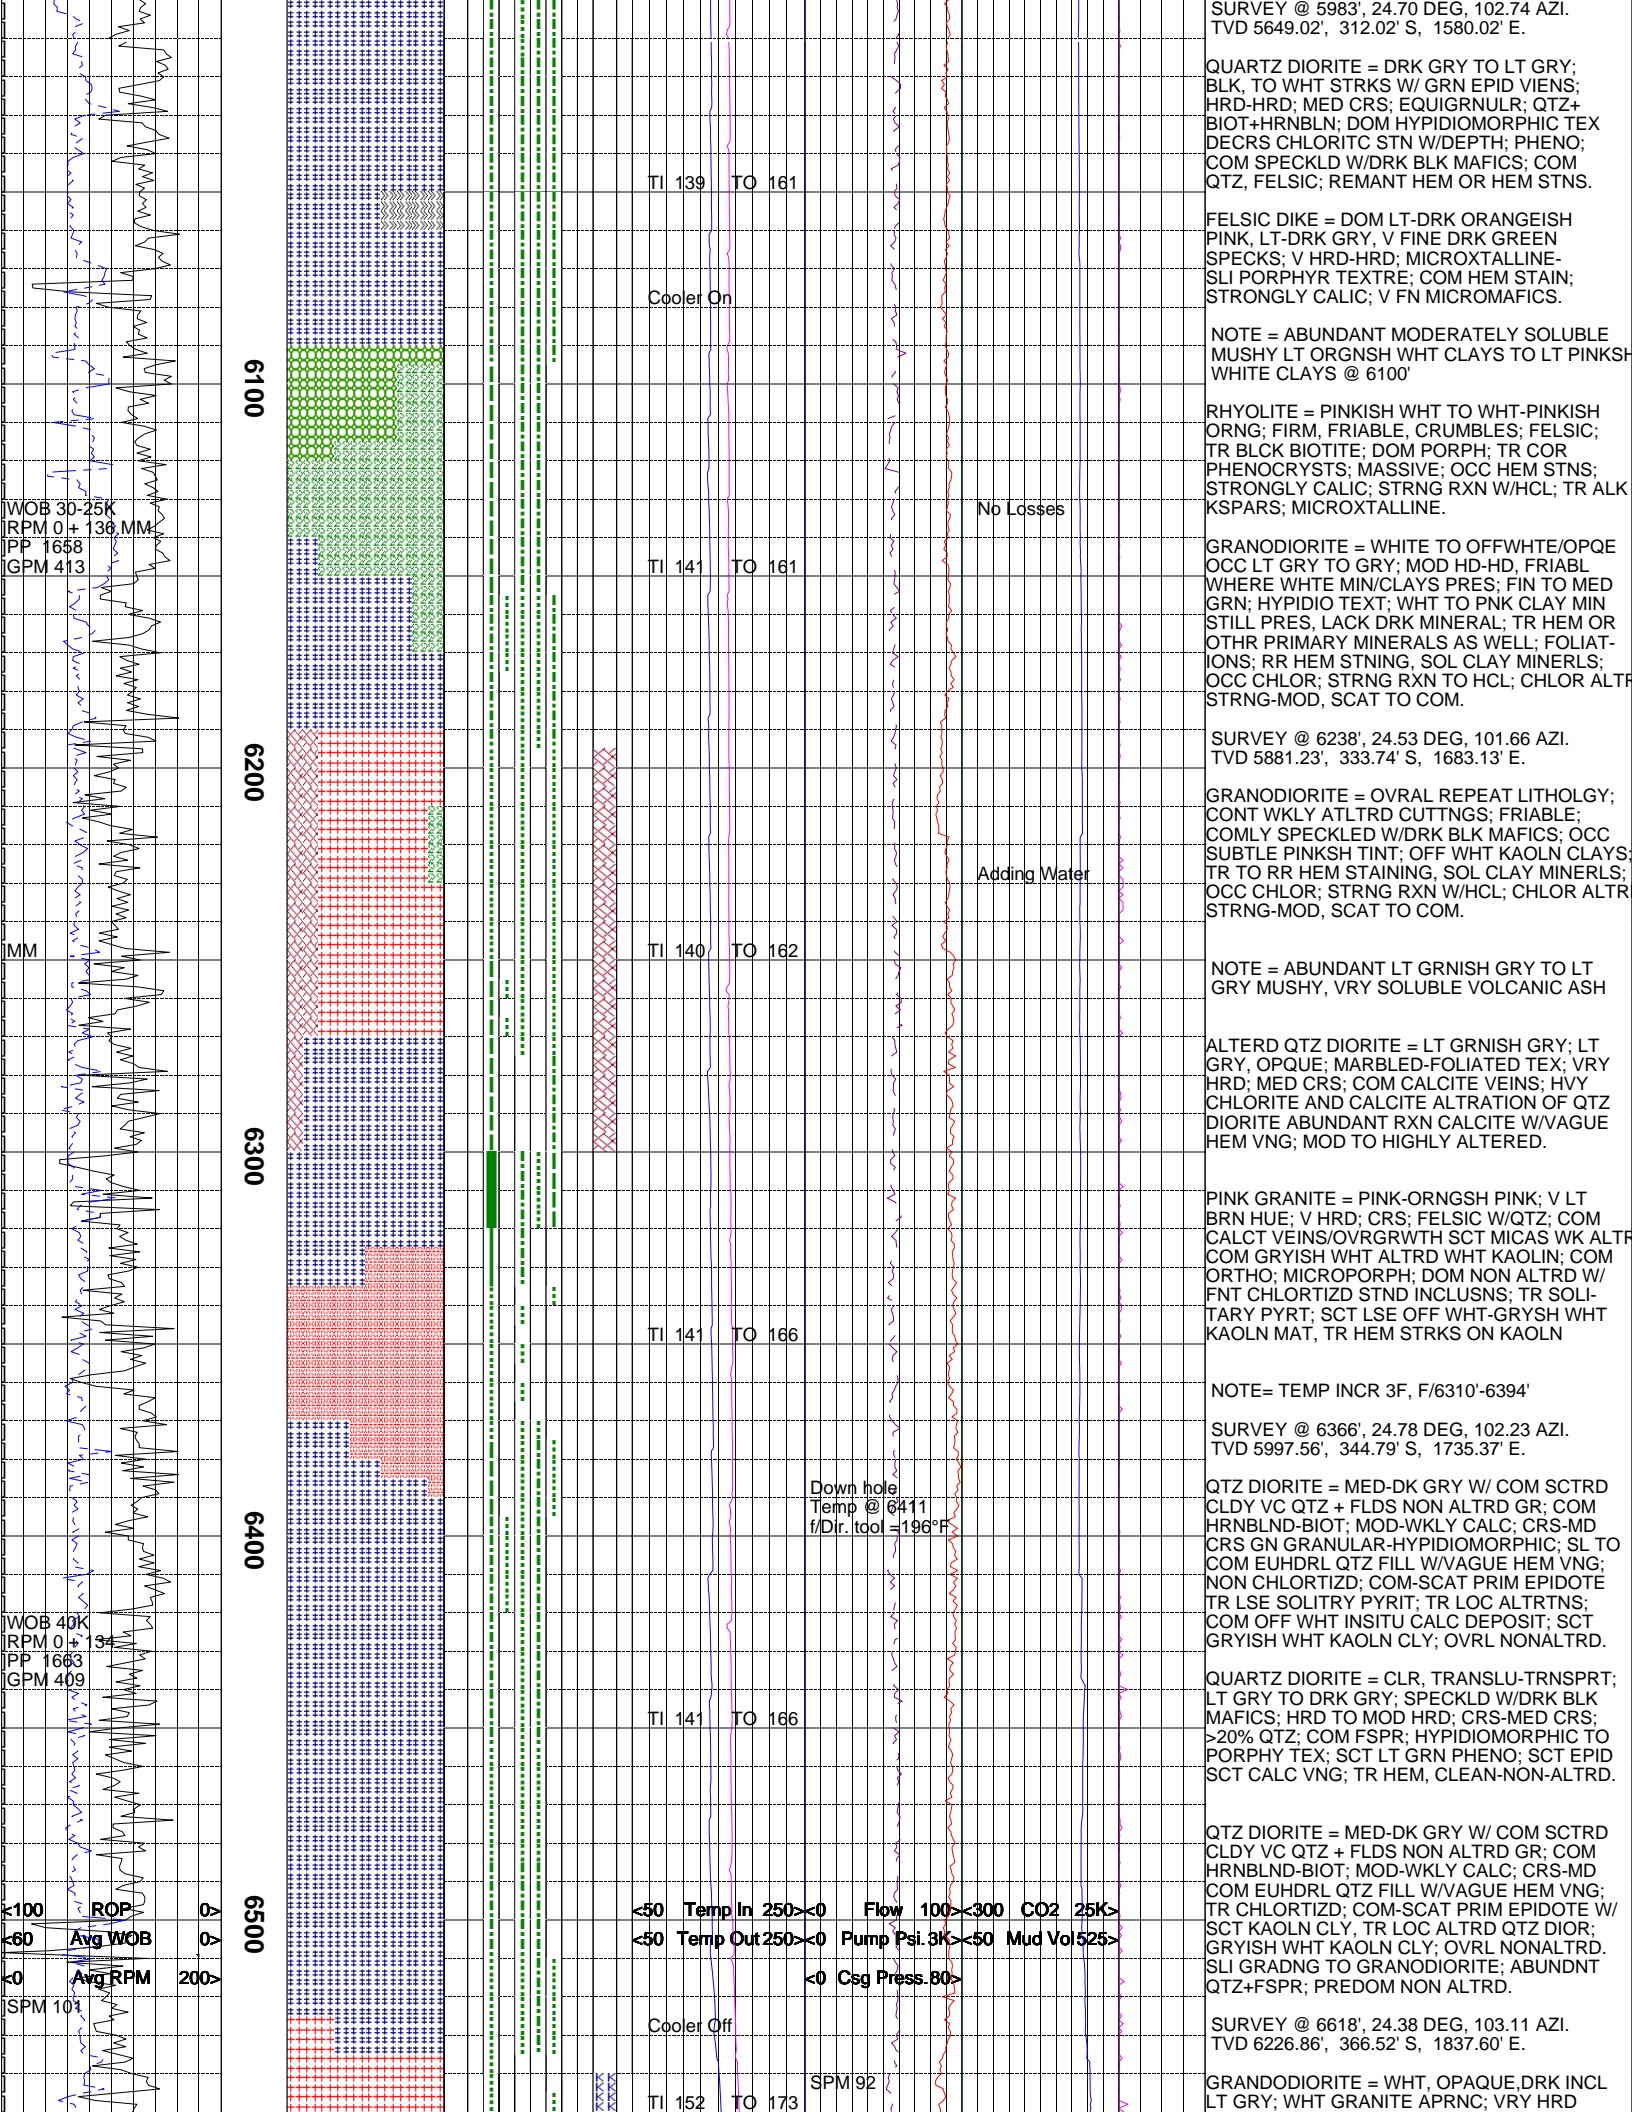 ]WOB 30-25K
]RPM 0 + 136 MM
]PP  1658
]GPM 413
]MM
]WOB 40K
]RPM 0 + 134
]PP  1663
]GPM 409
<100 ROP 0>
<60 Avg WOB 0>
<0 Avg RPM 200>
]SPM 101
6100
6200
6300
6400
6500
TI 139 TO 161
Cooler On
TI 141 TO 161
TI 140 TO 162
TI 141 TO 166
TI 141 TO 166
<50 Temp In 250>
<50 Temp Out 250>
Cooler Off
TI 152 TO 173
Down hole
Temp @ 6411
f/Dir. tool =196°F
<0 Flow 100>
<0 Pump Psi. 3K>
<0 Csg Press. 80>
SPM 92
No Losses
Adding Water
<300 CO2 25K>
<50 Mud Vol 525>
SURVEY @ 5983', 24.70 DEG, 102.74 AZI.
TVD 5649.02', 312.02' S, 1580.02' E.
QUARTZ DIORITE = DRK GRY TO LT GRY;
BLK, TO WHT STRKS W/ GRN EPID VIENS;
HRD-HRD; MED CRS; EQUIGRNULR; QTZ+
BIOT+HRNBLN; DOM HYPIDIOMORPHIC TEX
DECRS CHLORITC STN W/DEPTH; PHENO;
COM SPECKLD W/DRK BLK MAFICS; COM
QTZ, FELSIC; REMANT HEM OR HEM STNS.
FELSIC DIKE = DOM LT-DRK ORANGEISH
PINK, LT-DRK GRY, V FINE DRK GREEN
SPECKS; V HRD-HRD; MICROXTALLINE-
SLI PORPHYR TEXTRE; COM HEM STAIN;
STRONGLY CALIC; V FN MICROMAFICS.
NOTE = ABUNDANT MODERATELY SOLUBLE
MUSHY LT ORGNSH WHT CLAYS TO LT PINKSH
WHITE CLAYS @ 6100'
RHYOLITE = PINKISH WHT TO WHT-PINKISH
ORNG; FIRM, FRIABLE, CRUMBLES; FELSIC;
TR BLCK BIOTITE; DOM PORPH; TR COR
PHENOCRYSTS; MASSIVE; OCC HEM STNS;
STRONGLY CALIC; STRNG RXN W/HCL; TR ALK
KSPARS; MICROXTALLINE.
GRANODIORITE = WHITE TO OFFWHTE/OPQE
OCC LT GRY TO GRY; MOD HD-HD, FRIABL
WHERE WHTE MIN/CLAYS PRES; FIN TO MED
GRN; HYPIDIO TEXT; WHT TO PNK CLAY MIN
STILL PRES, LACK DRK MINERAL; TR HEM OR
OTHR PRIMARY MINERALS AS WELL; FOLIAT-
IONS; RR HEM STNING, SOL CLAY MINERLS;
OCC CHLOR; STRNG RXN TO HCL; CHLOR ALTR
STRNG-MOD, SCAT TO COM.
SURVEY @ 6238', 24.53 DEG, 101.66 AZI.
TVD 5881.23', 333.74' S, 1683.13' E.
GRANODIORITE = OVRAL REPEAT LITHOLGY;
CONT WKLY ATLTRD CUTTNGS; FRIABLE;
COMLY SPECKLED W/DRK BLK MAFICS; OCC
SUBTLE PINKSH TINT; OFF WHT KAOLN CLAYS;
TR TO RR HEM STAINING, SOL CLAY MINERLS;
OCC CHLOR; STRNG RXN W/HCL; CHLOR ALTR
STRNG-MOD, SCAT TO COM.
NOTE = ABUNDANT LT GRNISH GRY TO LT
GRY MUSHY, VRY SOLUBLE VOLCANIC ASH
ALTERD QTZ DIORITE = LT GRNISH GRY; LT
GRY, OPQUE; MARBLED-FOLIATED TEX; VRY
HRD; MED CRS; COM CALCITE VEINS; HVY
CHLORITE AND CALCITE ALTRATION OF QTZ
DIORITE ABUNDANT RXN CALCITE W/VAGUE
HEM VNG; MOD TO HIGHLY ALTERED.
PINK GRANITE = PINK-ORNGSH PINK; V LT
BRN HUE; V HRD; CRS; FELSIC W/QTZ; COM
CALCT VEINS/OVRGRWTH SCT MICAS WK ALTR
COM GRYISH WHT ALTRD WHT KAOLIN; COM
ORTHO; MICROPORPH; DOM NON ALTRD W/
FNT CHLORTIZD STND INCLUSNS; TR SOLI-
TARY PYRT; SCT LSE OFF WHT-GRYSH WHT
KAOLN MAT, TR HEM STRKS ON KAOLN
NOTE= TEMP INCR 3F, F/6310'-6394'
SURVEY @ 6366', 24.78 DEG, 102.23 AZI.
TVD 5997.56', 344.79' S, 1735.37' E.
QTZ DIORITE = MED-DK GRY W/ COM SCTRD
CLDY VC QTZ + FLDS NON ALTRD GR; COM
HRNBLND-BIOT; MOD-WKLY CALC; CRS-MD
CRS GN GRANULAR-HYPIDIOMORPHIC; SL TO
COM EUHDRL QTZ FILL W/VAGUE HEM VNG;
NON CHLORTIZD; COM-SCAT PRIM EPIDOTE
TR LSE SOLITRY PYRIT; TR LOC ALTRTNS;
COM OFF WHT INSITU CALC DEPOSIT; SCT
GRYISH WHT KAOLN CLY; OVRL NONALTRD.
QUARTZ DIORITE = CLR, TRANSLU-TRNSPRT;
LT GRY TO DRK GRY; SPECKLD W/DRK BLK
MAFICS; HRD TO MOD HRD; CRS-MED CRS;
>20% QTZ; COM FSPR; HYPIDIOMORPHIC TO
PORPHY TEX; SCT LT GRN PHENO; SCT EPID
SCT CALC VNG; TR HEM, CLEAN-NON-ALTRD.
QTZ DIORITE = MED-DK GRY W/ COM SCTRD
CLDY VC QTZ + FLDS NON ALTRD GR; COM
HRNBLND-BIOT; MOD-WKLY CALC; CRS-MD
COM EUHDRL QTZ FILL W/VAGUE HEM VNG;
TR CHLORTIZD; COM-SCAT PRIM EPIDOTE W/
SCT KAOLN CLY, TR LOC ALTRD QTZ DIOR;
GRYISH WHT KAOLN CLY; OVRL NONALTRD.
SLI GRADNG TO GRANODIORITE; ABUNDNT
QTZ+FSPR; PREDOM NON ALTRD.
SURVEY @ 6618', 24.38 DEG, 103.11 AZI.
TVD 6226.86', 366.52' S, 1837.60' E.
GRANDODIORITE = WHT, OPAQUE,DRK INCL
LT GRY; WHT GRANITE APRNC; VRY HRD